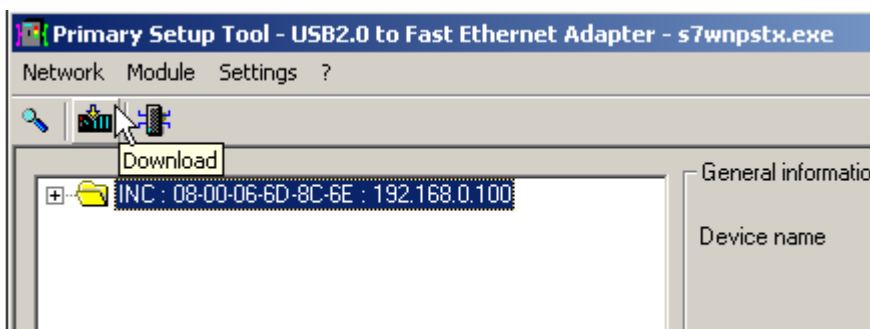 Primary Setup Tool - USB2.0 to Fast Ethernet Adapter - s7wnpstx.exe
Network Module Settings ?
Download
INC : 08-00-06-6D-8C-6E : 192.168.0.100
General informatio
Device name